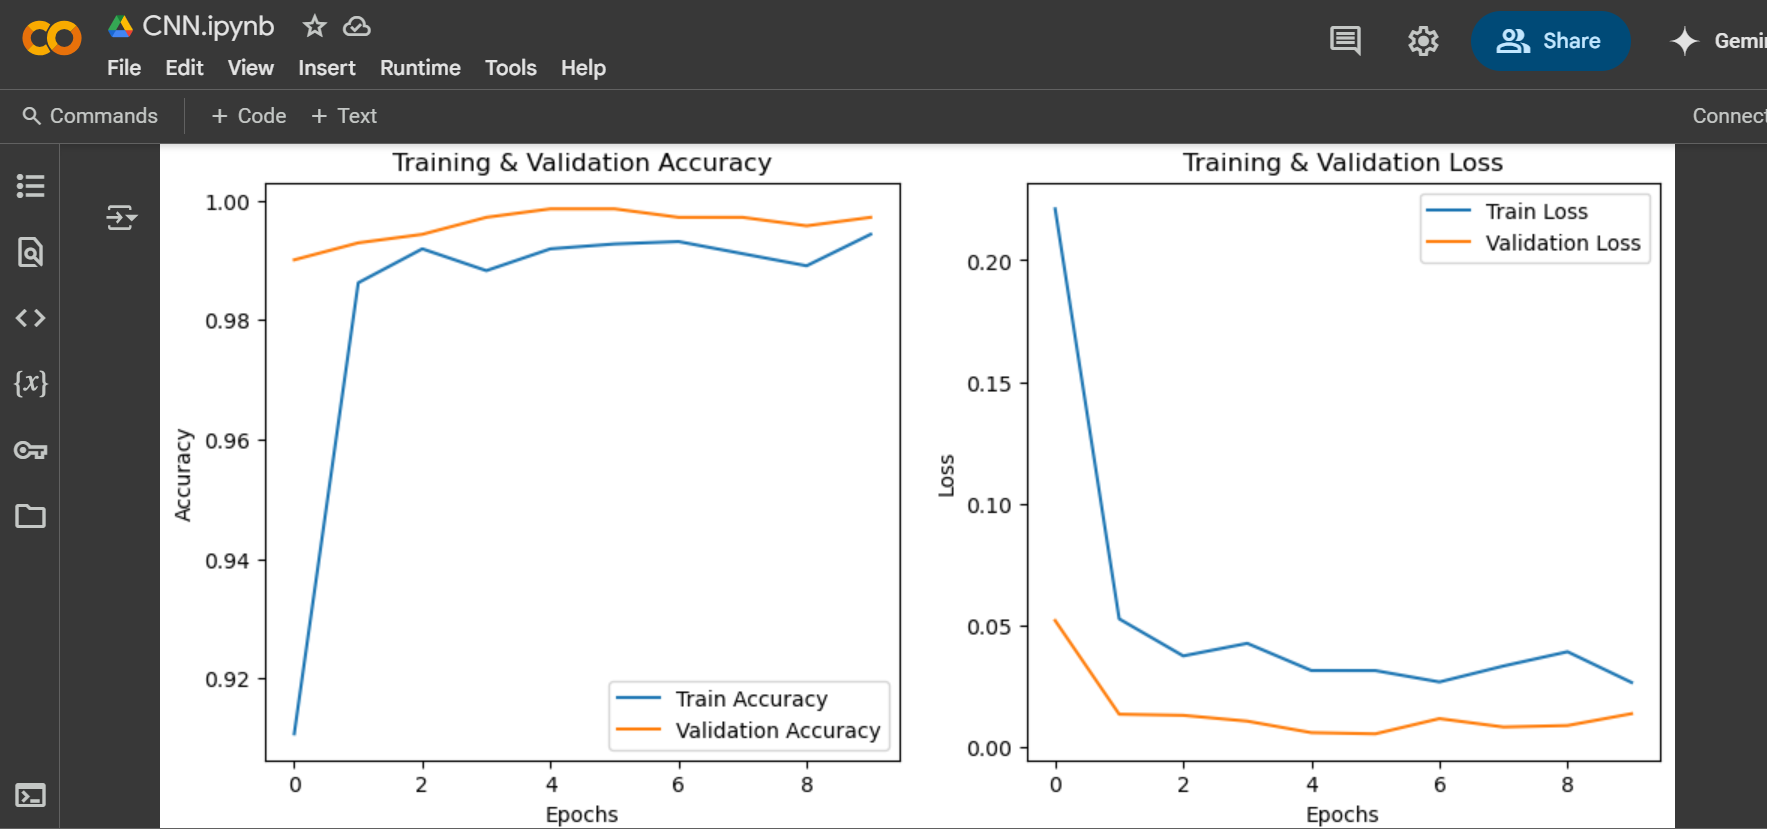 CNN.ipynb
File Edit View Insert Runtime Tools Help
Share
Gemi
Commands
+ Code + Text
Connect
{x}
Training & Validation Accuracy
1.00
0.98
0.96
0.94
0.92
Accuracy
Train Accuracy
Validation Accuracy
0 2 4 6 8
Epochs
Training & Validation Loss
Train Loss
Validation Loss
0.20
0.15
0.10
0.05
0.00
Loss
0 2 4 6 8
Epochs